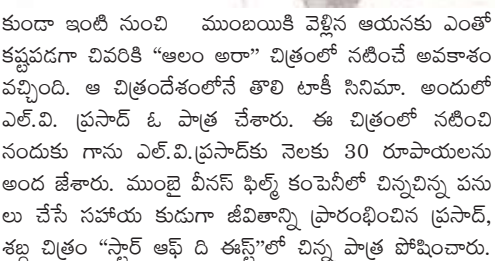 కుండా ఇంటి నుంచి ముంబయికి వెళ్లిన ఆయనకు ఎంతో
కష్టపడగా చివరికి “ఆలం అరా” చిత్రంలో నటించే అవకాశం
వచ్చింది. ఆ చిత్రందేశంలోనే తొలి టాకీ సినిమా. అందులో
ఎల్.వి. ప్రసాద్ ఓ పాత్ర చేశారు. ఈ చిత్రంలో నటించి
నందుకు గాను ఎల్.వి.ప్రసాద్‌కు నెలకు 30 రూపాయలను
అంద జేశారు. ముంబై వీనస్ ఫిల్మ్ కంపెనీలో చిన్నచిన్న పను
లు చేసే సహాయ కుడుగా జీవితాన్ని ప్రారంభించిన ప్రసాద్,
శబ్ద చిత్రం “స్టార్ ఆఫ్ ది ఈస్ట్”లో చిన్న పాత్ర పోషించారు.